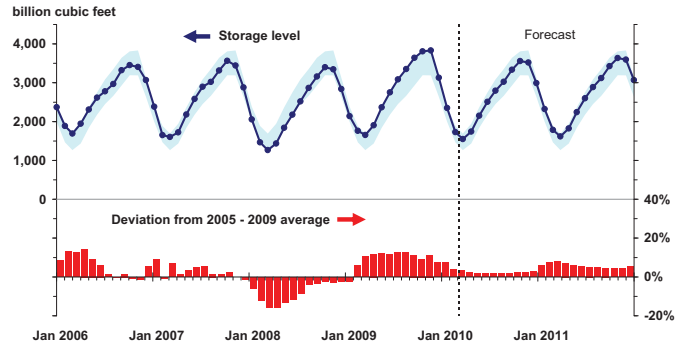 billion cubic feet
4,000
3,000
2,000
1,000
0
Storage level
Forecast
40%
20%
0%
-20%
Deviation from 2005 - 2009 average
Jan 2006 Jan 2007 Jan 2008 Jan 2009 Jan 2010 Jan 2011